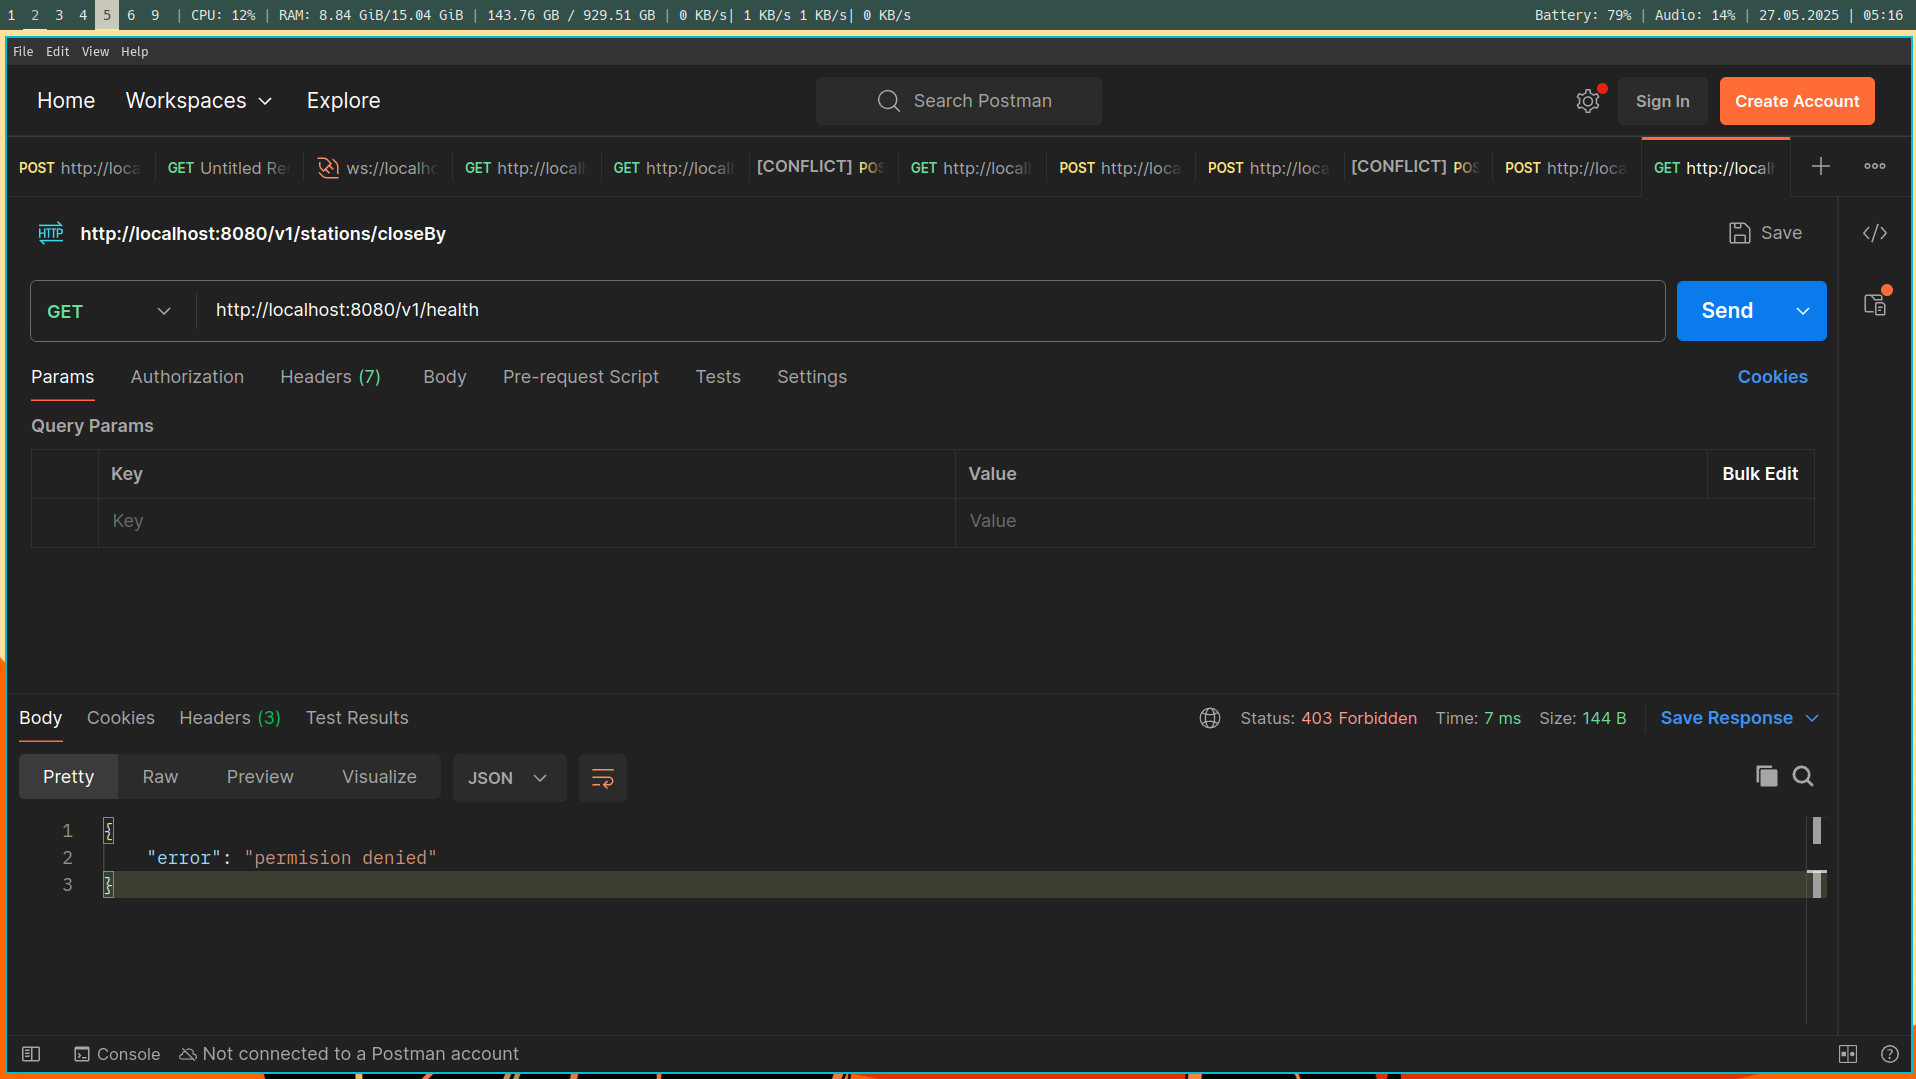 1 2 3 4 5 6 9 | CPU: 12% | RAM: 8.84 GiB/15.04 GiB | 143.76 GB / 929.51 GB | 0 KB/s| 1 KB/s 1 KB/s| 0 KB/s Battery: 79% | Audio: 14% | 27.05.2025 | 05:16
File Edit View Help
Home Workspaces Explore Search Postman Sign In Create Account
POST http://loca GET Untitled Re ws://localho GET http://locall GET http://local [CONFLICT] POS GET http://local POST http://loca POST http://loca [CONFLICT] POS POST http://loca GET http://local
HTTP http://localhost:8080/v1/stations/closeBy Save
GET http://localhost:8080/v1/health Send
Params Authorization Headers (7) Body Pre-request Script Tests Settings Cookies
Query Params
Key Value Bulk Edit
Key Value
Body Cookies Headers (3) Test Results Status: 403 Forbidden Time: 7 ms Size: 144 B Save Response
Pretty Raw Preview Visualize JSON
1 {
2 "error": "permision denied"
3 }
Console Not connected to a Postman account